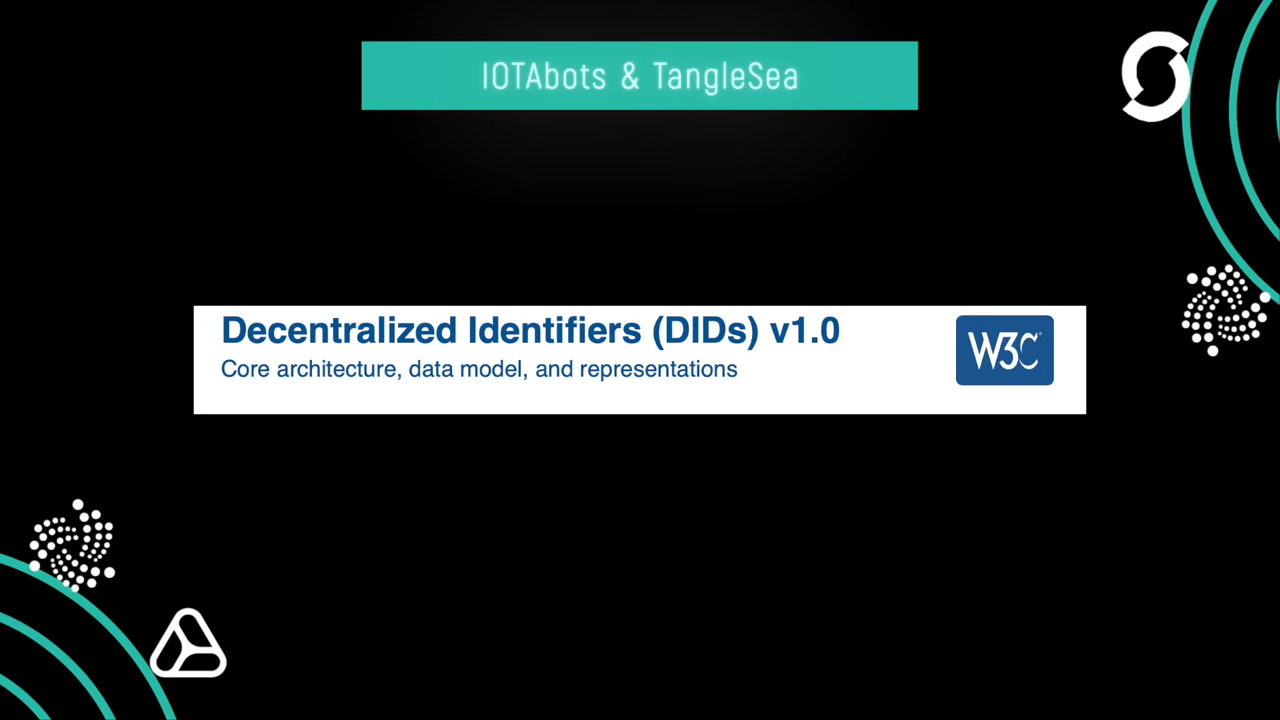 IOTAbots & TangleSea
Decentralized Identifiers (DIDs) v1.0
Core architecture, data model, and representations
W3C